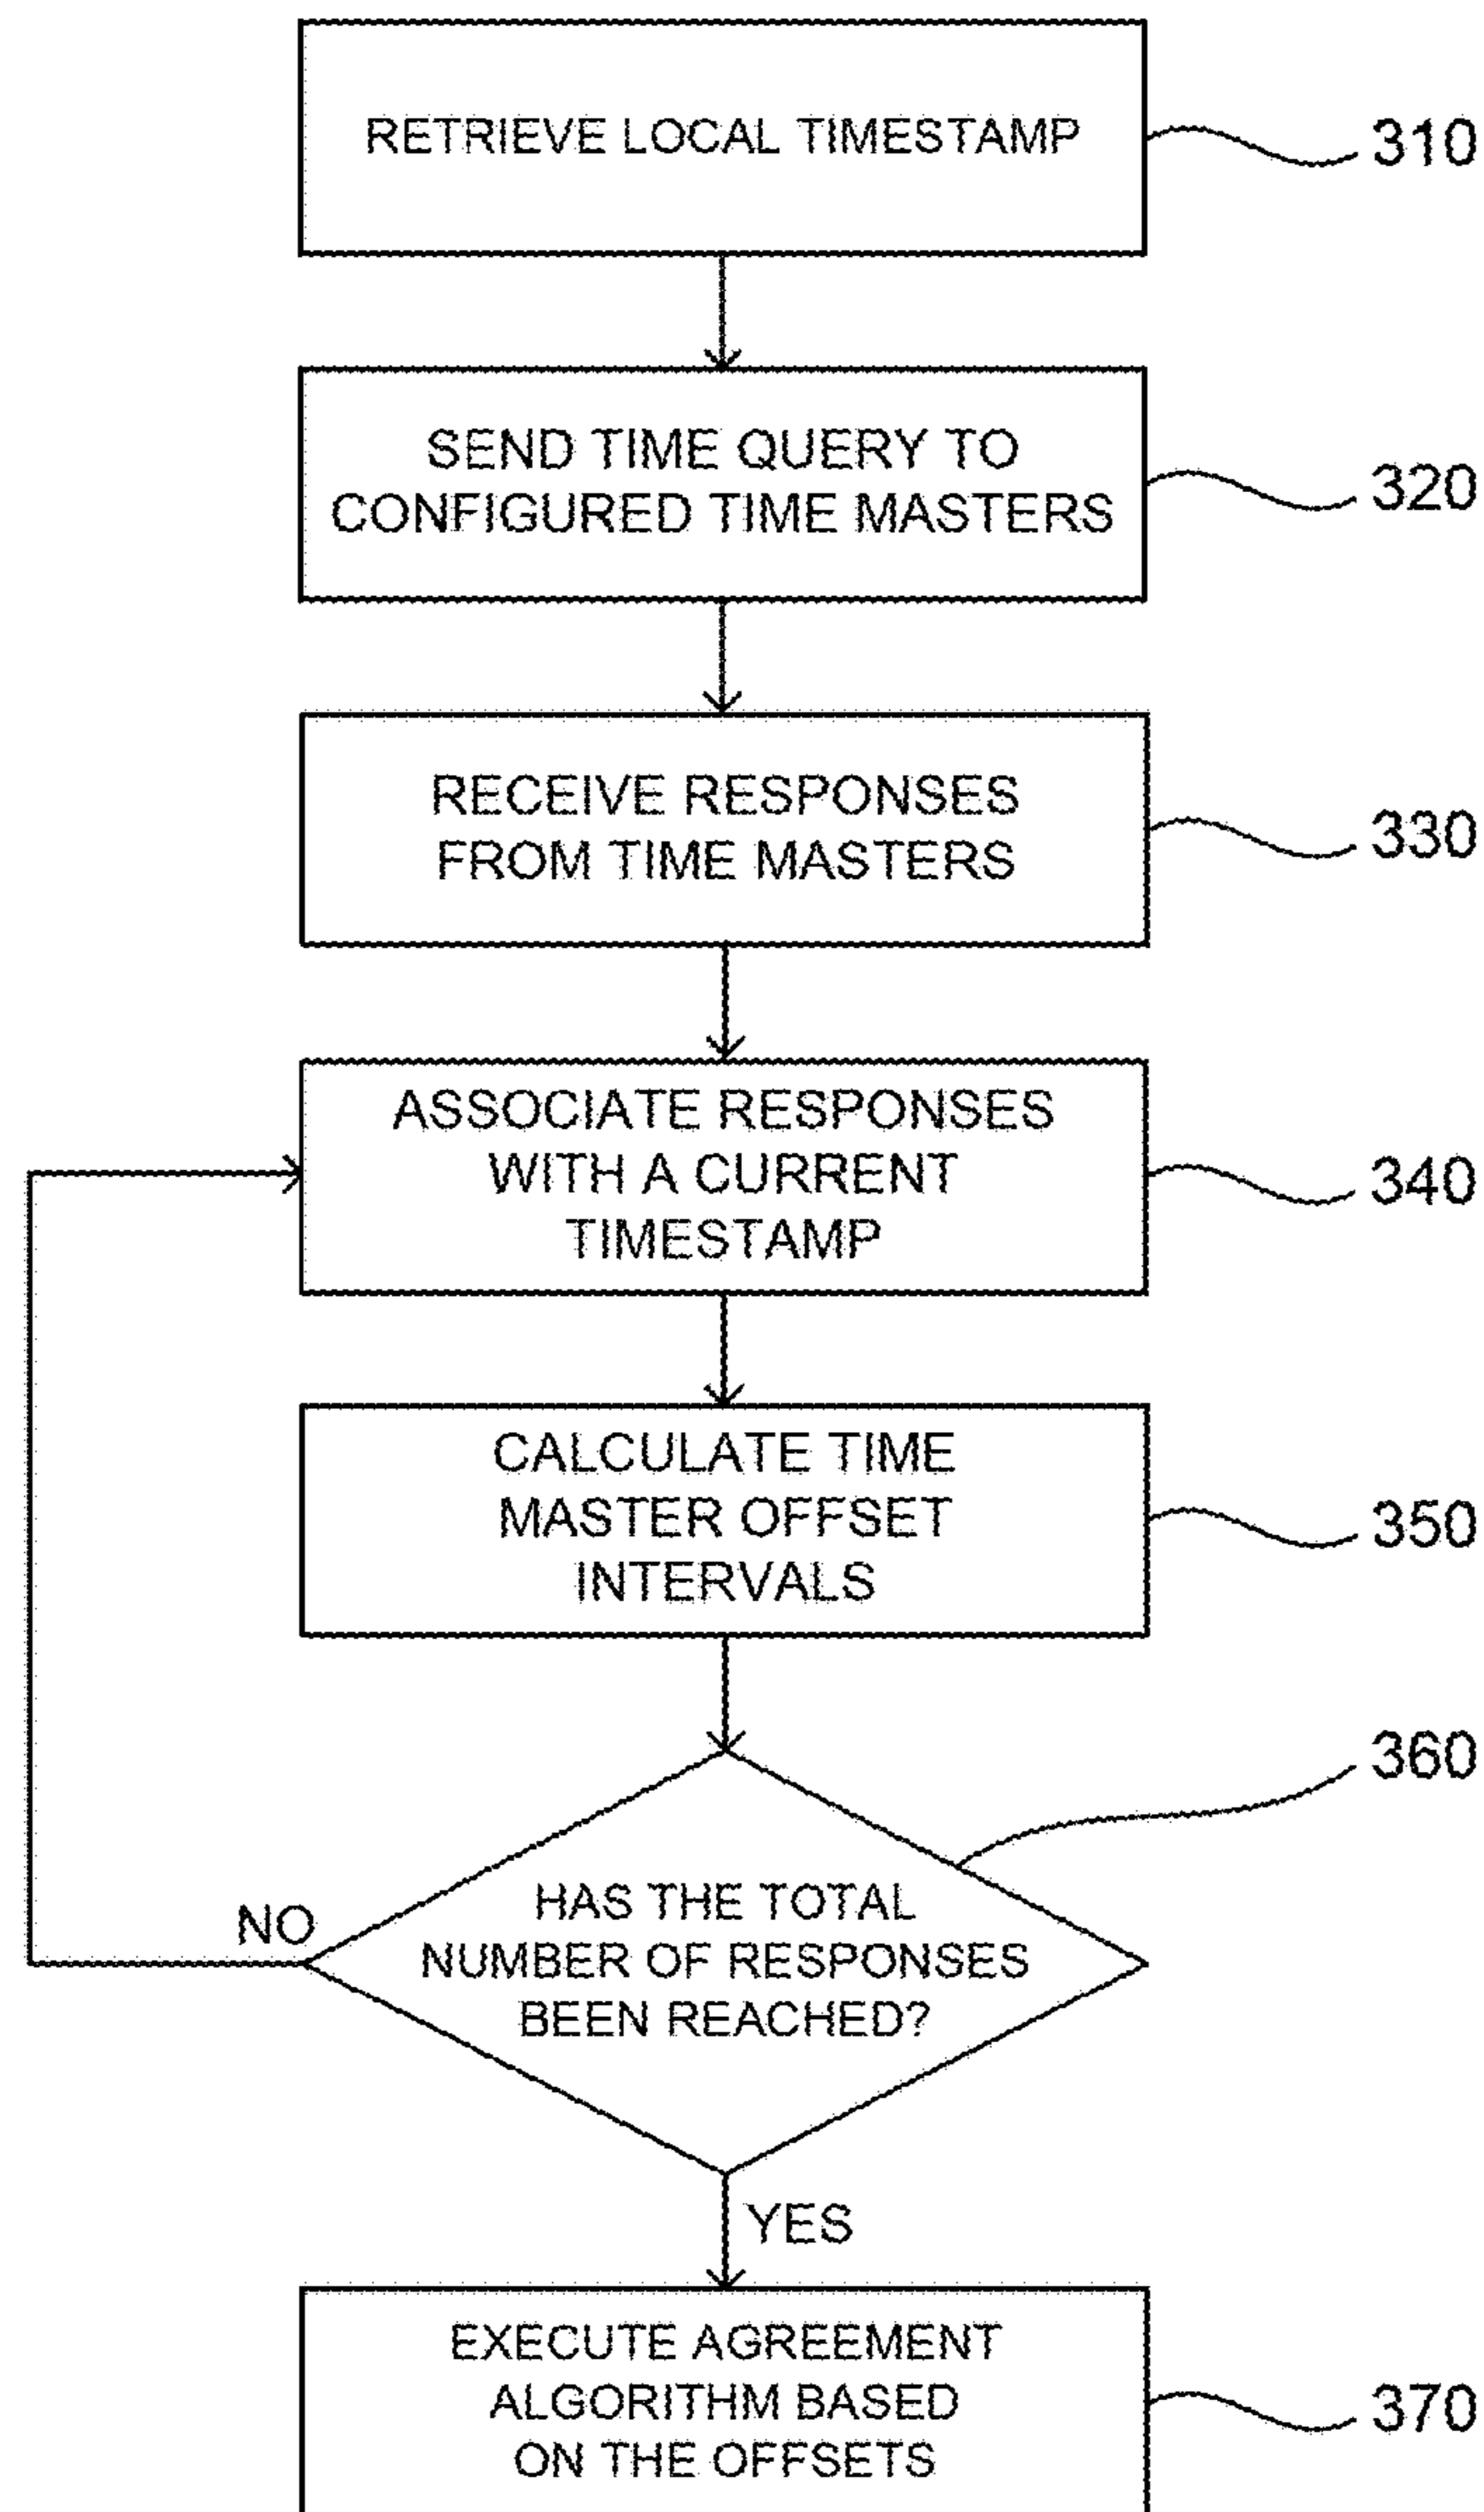 RETRIEVE LOCAL TIMESTAMP
310
SEND TIME QUERY TO
CONFIGURED TIME MASTERS
320
RECEIVE RESPONSES
FROM TIME MASTERS
330
ASSOCIATE RESPONSES
WITH A CURRENT
TIMESTAMP
340
CALCULATE TIME
MASTER OFFSET
INTERVALS
350
360
HAS THE TOTAL
NUMBER OF RESPONSES
BEEN REACHED?
NO
YES
EXECUTE AGREEMENT
ALGORITHM BASED
ON THE OFFSETS
370